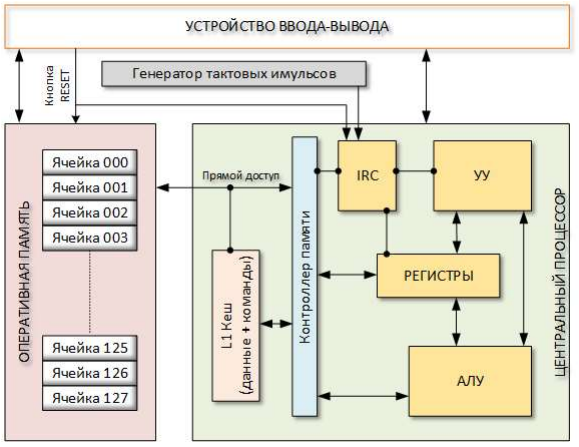 УСТРОЙСТВО ВВОДА-ВЫВОДА
Кнопка
RESET
Генератор тактовых имульсов
ОПЕРАТИВНАЯ ПАМЯТЬ
Ячейка 000
Ячейка 001
Ячейка 002
Ячейка 003
Ячейка 125
Ячейка 126
Ячейка 127
Прямой доступ
L1 Кеш
(данные + команды)
Контроллер памяти
IRC
УУ
РЕГИСТРЫ
АЛУ
ЦЕНТРАЛЬНЫЙ ПРОЦЕССОР